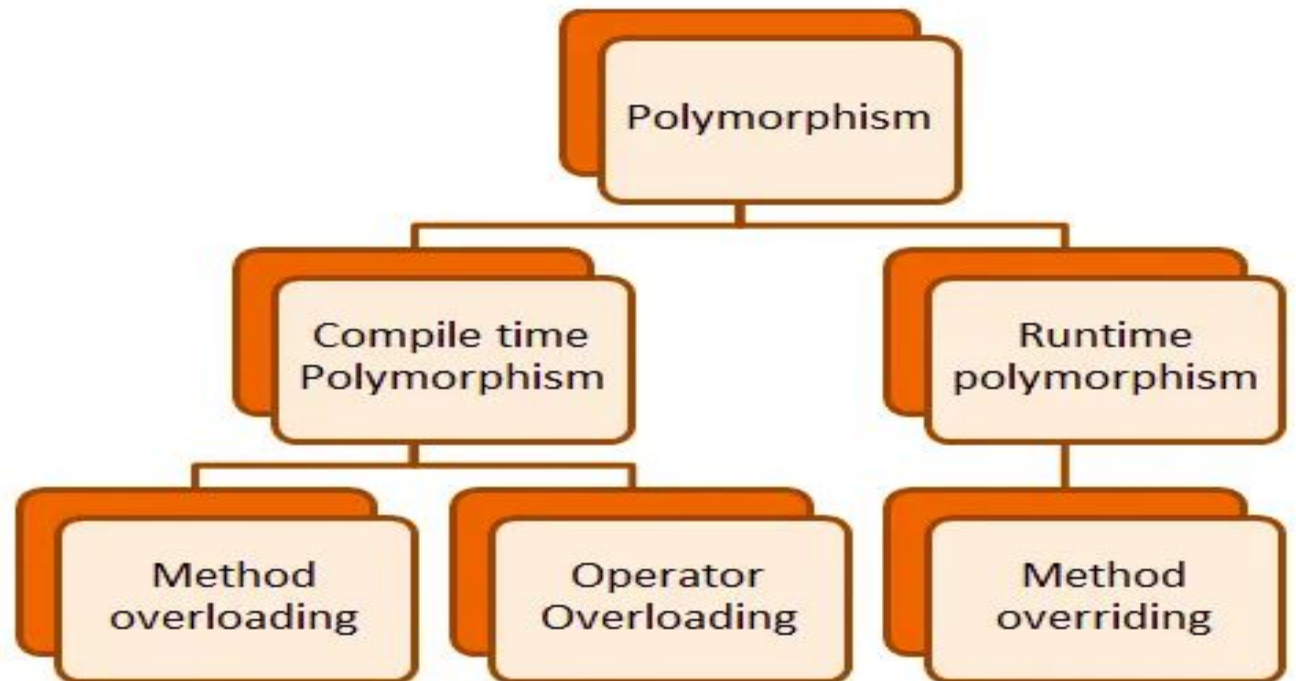 Polymorphism
Compile time
Polymorphism
Runtime
polymorphism
Method
overloading
Operator
Overloading
Method
overriding